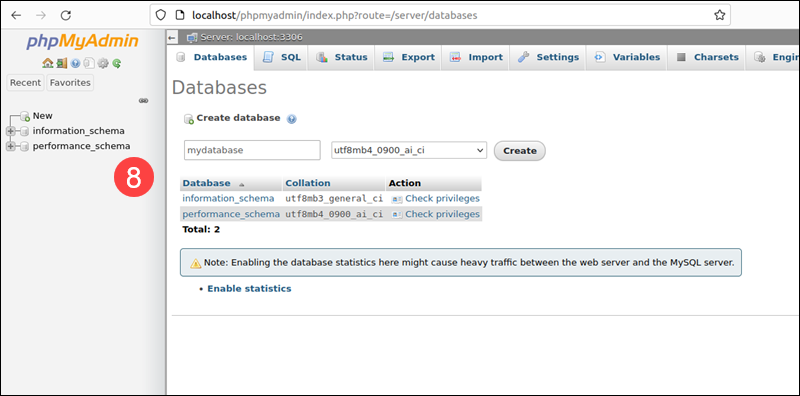 localhost/phpmyadmin/index.php?route=/server/databases
phpMyAdmin
Server: localhost:3306
Databases SQL Status Export Import Settings Variables Charsets Engin
Recent Favorites
New
information_schema
performance_schema
8
Databases
Create database
mydatabase utf8mb4_0900_ai_ci Create
Database Collation Action
information_schema utf8mb3_general_ci Check privileges
performance_schema utf8mb4_0900_ai_ci Check privileges
Total: 2
Note: Enabling the database statistics here might cause heavy traffic between the web server and the MySQL server.
Enable statistics